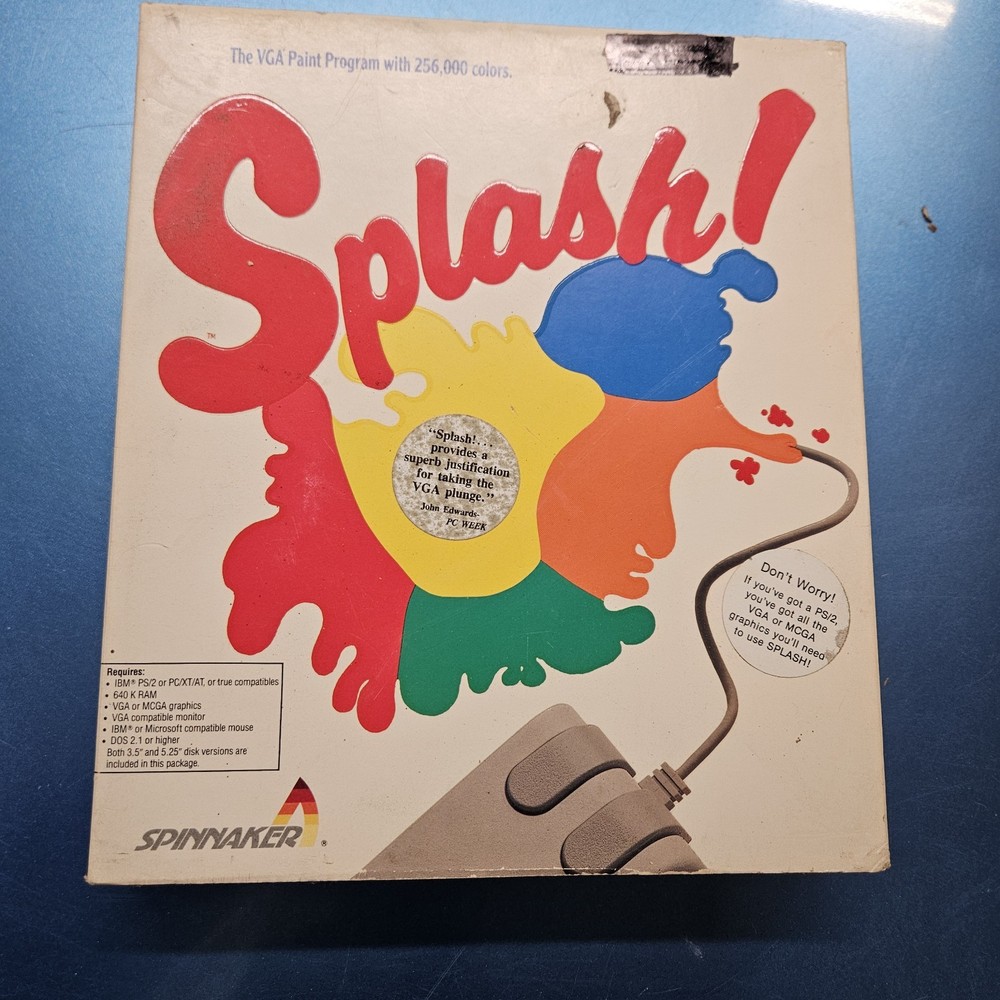 The VGA Paint Program with 256,000 colors.
Splash!
TM
"Splash!. . .
provides a
superb justification
for taking the
VGA plunge."
John Edwards-
PC WEEK
Don't Worry!
If you've got a PS/2,
you've got all the
VGA or MCGA
graphics you'll need
to use SPLASH!
Requires:
• IBM® PS/2 or PC/XT/AT, or true compatibles
• 640 K RAM
• VGA or MCGA graphics
• VGA compatible monitor
• IBM® or Microsoft compatible mouse
• DOS 2.1 or higher
Both 3.5" and 5.25" disk versions are
included in this package.
SPINNAKER®